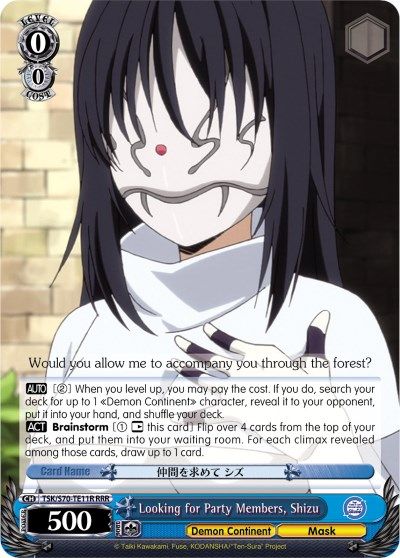 LEVEL
0
0
COST
Would you allow me to accompany you through the forest?
AUTO [②] When you level up, you may pay the cost. If you do, search your
deck for up to 1 «Demon Continent» character, reveal it to your opponent,
put it into your hand, and shuffle your deck.
ACT Brainstorm [① this card] Flip over 4 cards from the top of your
deck, and put them into your waiting room. For each climax revealed
among those cards, draw up to 1 card.
Card Name 仲間を求めて シズ
CH TSK/S70-TE11R RRR
Looking for Party Members, Shizu
POWER 500
Demon Continent Mask
© Taiki Kawakami, Fuse, KODANSHA/"Ten-Sura" Project